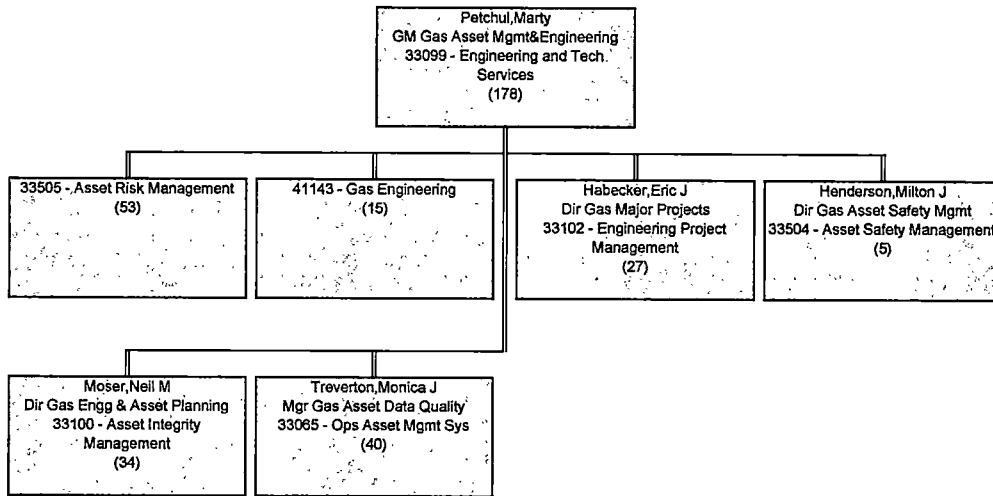 Petchul,Marty
GM Gas Asset Mgmt&Engineering
33099 - Engineering and Tech
Services
(178)
33505 - Asset Risk Management
(53)
41143 - Gas Engineering
(15)
Habecker,Eric J
Dir Gas Major Projects
33102 - Engineering Project
Management
(27)
Henderson,Milton J
Dir Gas Asset Safety Mgmt
33504 - Asset Safety Management
(5)
Moser,Neil M
Dir Gas Engg & Asset Planning
33100 - Asset Integrity
Management
(34)
Treverton,Monica J
Mgr Gas Asset Data Quality
33065 - Ops Asset Mgmt Sys
(40)